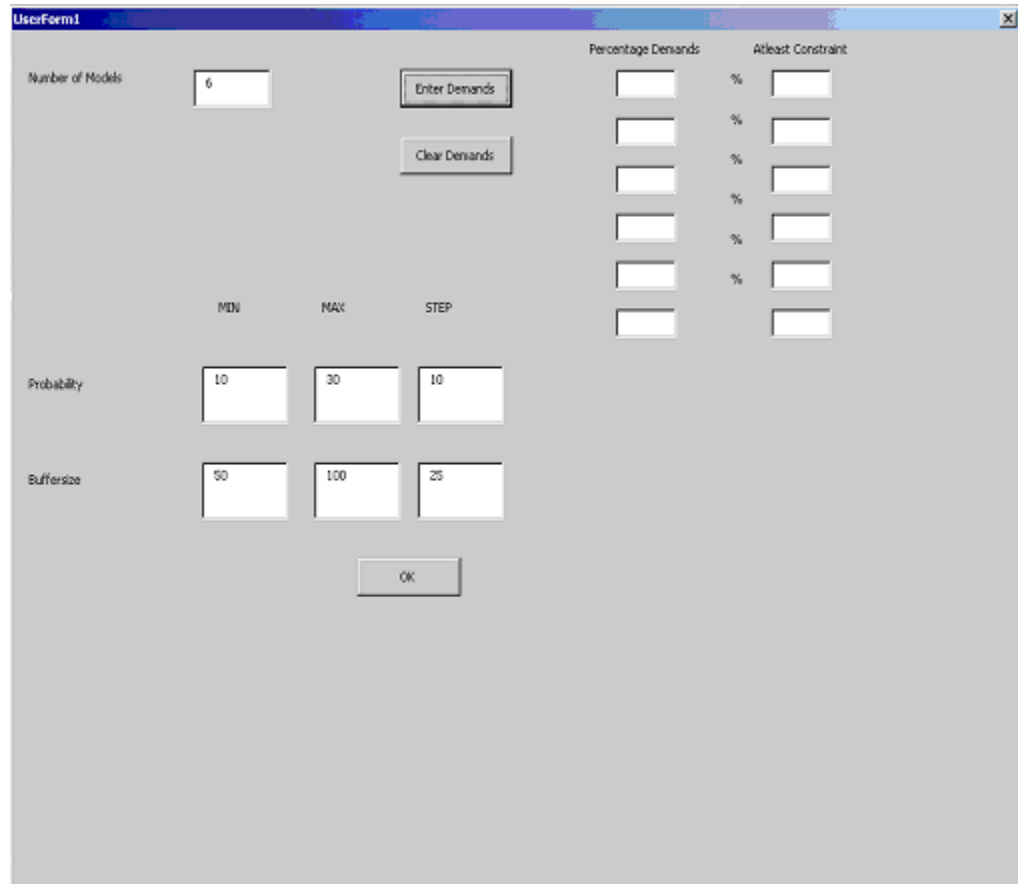 UserForm1
Percentage Demands Atleast Constraint
Number of Models 6 Enter Demands %
%
Clear Demands %
%
%
%
MIN MAX STEP
Probability 10 30 10
Buffersize 50 100 25
OK